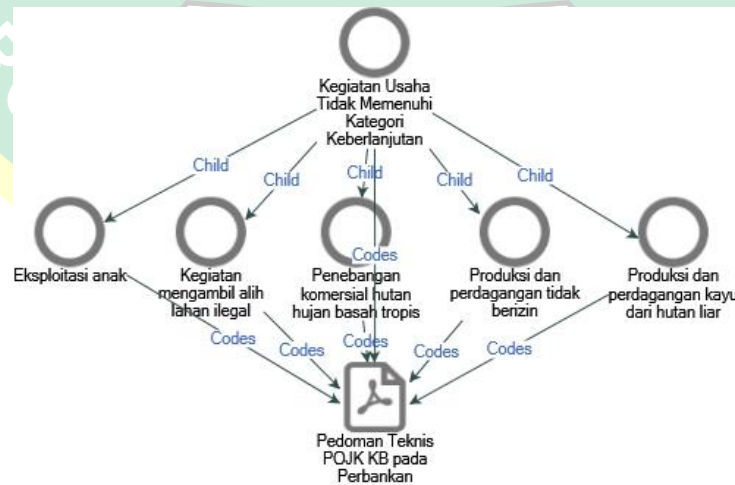 Kegiatan Usaha
Tidak Memenuhi
Kategori
Keberlanjutan
Child
Child
Child
Child
Child
Eksploitasi anak
Kegiatan
mengambil alih
lahan ilegal
Codes
Penebangan
komersial hutan
hujan basah tropis
Produksi dan
perdagangan tidak
berizin
Produksi dan
perdagangan kayu
dari hutan liar
Codes
Codes
Codes
Codes
Codes
Pedoman Teknis
POJK KB pada
Perbankan